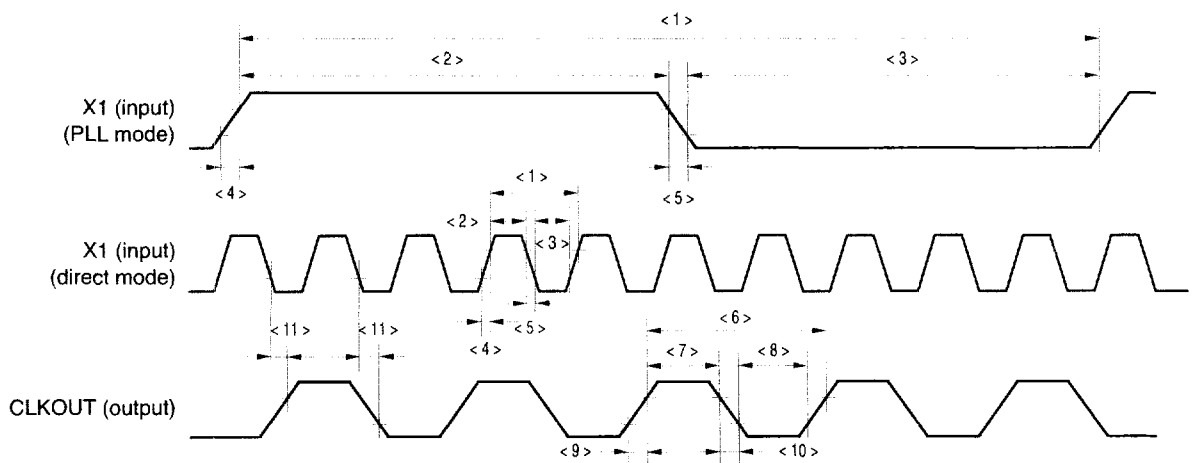 <1>
<2> <3>
X1 (input)
(PLL mode)
<4> <1> <5>
<2>
X1 (input)
(direct mode)
<3>
<11> <11> <5> <6>
<4> <7> <8>
CLKOUT (output)
<9> <10>